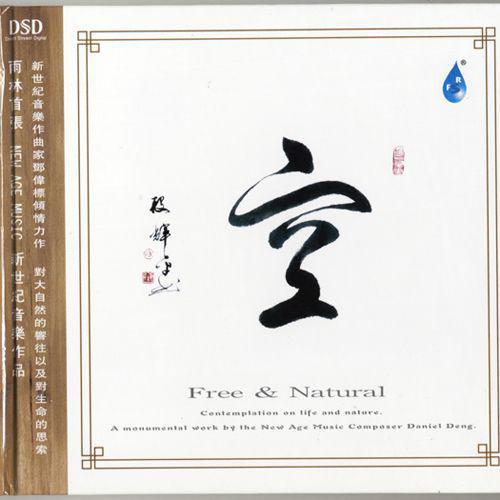 DSD
Direct Stream Digital
新世紀音樂作曲家鄧偉標傾情力作 對大自然的響往以及對生命的思索
雨林首張 NEW AGE MUSIC 新世紀音樂作品
®
空
Free & Natural
Contemplation on life and nature.
A monumental work by the New Age Music Composer Daniel Deng.